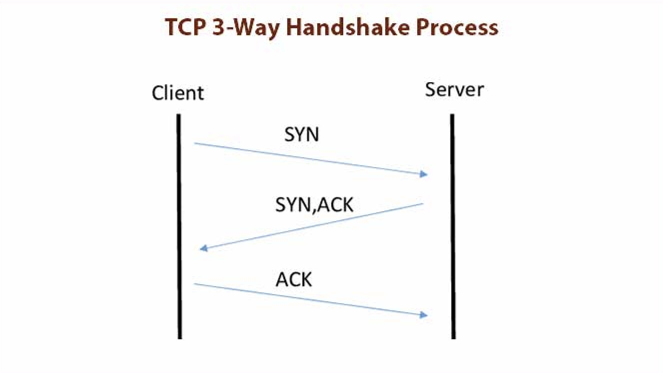 TCP 3-Way Handshake Process
Client
Server
SYN
SYN,ACK
ACK